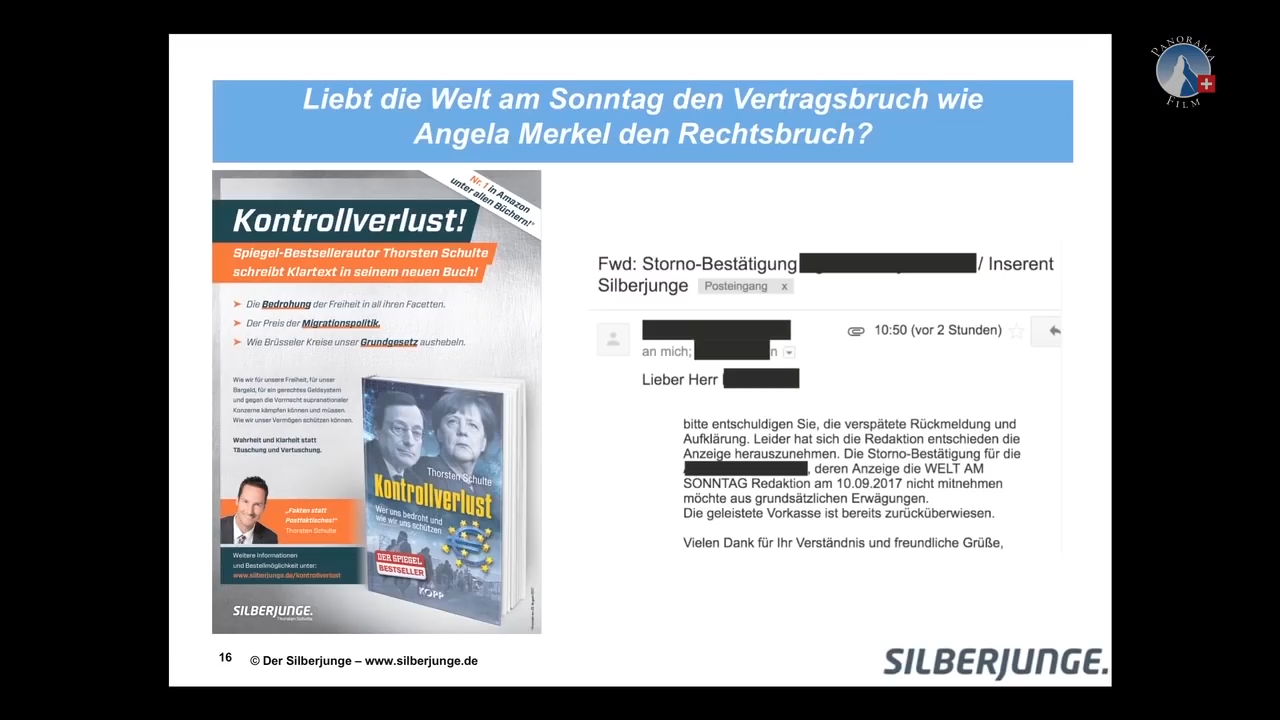 PANORAMA
FILM
Liebt die Welt am Sonntag den Vertragsbruch wie
Angela Merkel den Rechtsbruch?
Nr. 1 in Amazon
unter allen Büchern!*
Kontrollverlust!
Spiegel-Bestsellerautor Thorsten Schulte
schreibt Klartext in seinem neuen Buch!
➤ Die Bedrohung der Freiheit in all ihren Facetten.
➤ Der Preis der Migrationspolitik.
➤ Wie Brüsseler Kreise unser Grundgesetz aushebeln.
Wie wir für unsere Freiheit, für unser
Bargeld, für ein gerechtes Geldsystem
und gegen die Vormacht supranationaler
Konzerne kämpfen können und müssen.
Wie wir unser Vermögen schützen können.
Wahrheit und Klarheit statt
Täuschung und Vertuschung.
Thorsten Schulte
Kontrollverlust
Wer uns bedroht und
wie wir uns schützen
DER SPIEGEL
BESTSELLER
KOPP
„Fakten statt
Postfaktisches!"
Thorsten Schulte
Weitere Informationen
und Bestellmöglichkeit unter:
www.silberjunge.de/kontrollverlust
SILBERJUNGE.
Thorsten Schulte
Fwd: Storno-Bestätigung / Inserent
Silberjunge Posteingang x
10:50 (vor 2 Stunden)
an mich; n
Lieber Herr
bitte entschuldigen Sie, die verspätete Rückmeldung und
Aufklärung. Leider hat sich die Redaktion entschieden die
Anzeige herauszunehmen. Die Storno-Bestätigung für die
, deren Anzeige die WELT AM
SONNTAG Redaktion am 10.09.2017 nicht mitnehmen
möchte aus grundsätzlichen Erwägungen.
Die geleistete Vorkasse ist bereits zurücküberwiesen.
Vielen Dank für Ihr Verständnis und freundliche Grüße,
16 © Der Silberjunge – www.silberjunge.de
SILBERJUNGE.